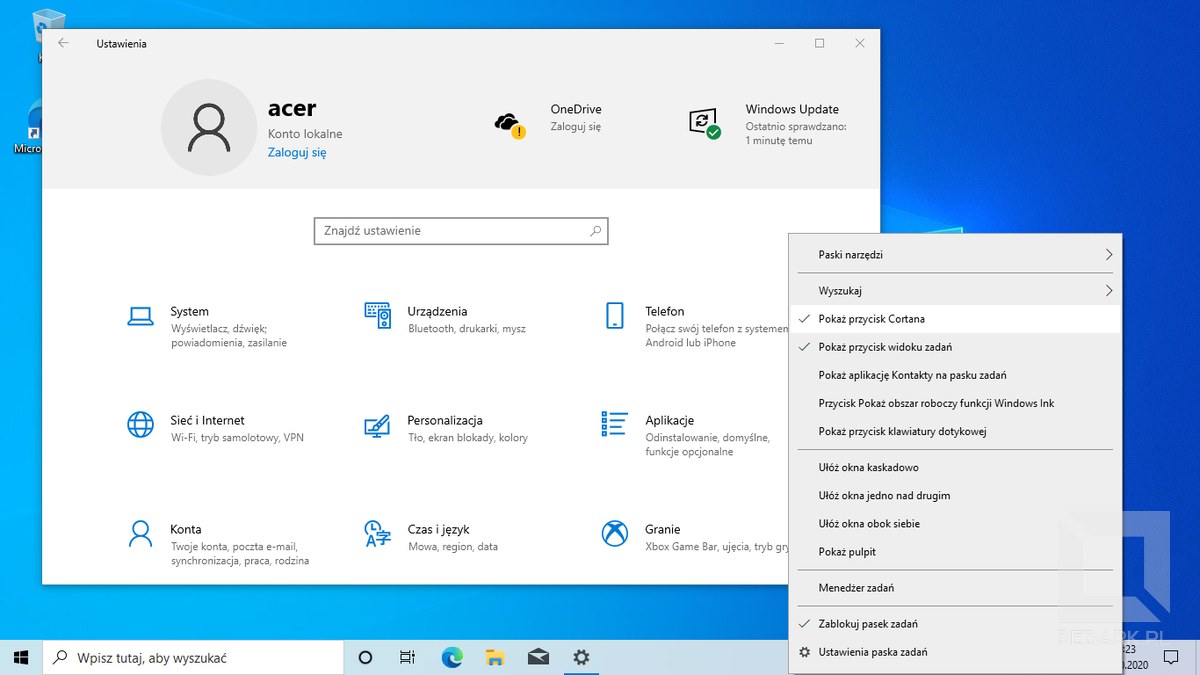 Micro
Ustawienia
acer
Konto lokalne
Zaloguj się
OneDrive
Zaloguj się
Windows Update
Ostatnio sprawdzano:
1 minutę temu
Znajdź ustawienie
System
Wyświetlacz, dźwięk;
powiadomienia, zasilanie
Urządzenia
Bluetooth, drukarki, mysz
Telefon
Połącz swój telefon z systemem
Android lub iPhone
Sieć i Internet
Wi-Fi, tryb samolotowy, VPN
Personalizacja
Tło, ekran blokady, kolory
Aplikacje
Odinstalowanie, domyślne,
funkcje opcjonalne
Konta
Twoje konta, poczta e-mail,
synchronizacja, praca, rodzina
Czas i język
Mowa, region, data
Granie
Xbox Game Bar, ujęcia, tryb gry
Paski narzędzi
Wyszukaj
Pokaż przycisk Cortana
Pokaż przycisk widoku zadań
Pokaż aplikację Kontakty na pasku zadań
Przycisk Pokaż obszar roboczy funkcji Windows Ink
Pokaż przycisk klawiatury dotykowej
Ułóż okna kaskadowo
Ułóż okna jedno nad drugim
Ułóż okna obok siebie
Pokaż pulpit
Menedżer zadań
Zablokuj pasek zadań
Ustawienia paska zadań
Wpisz tutaj, aby wyszukać
:23
.2020